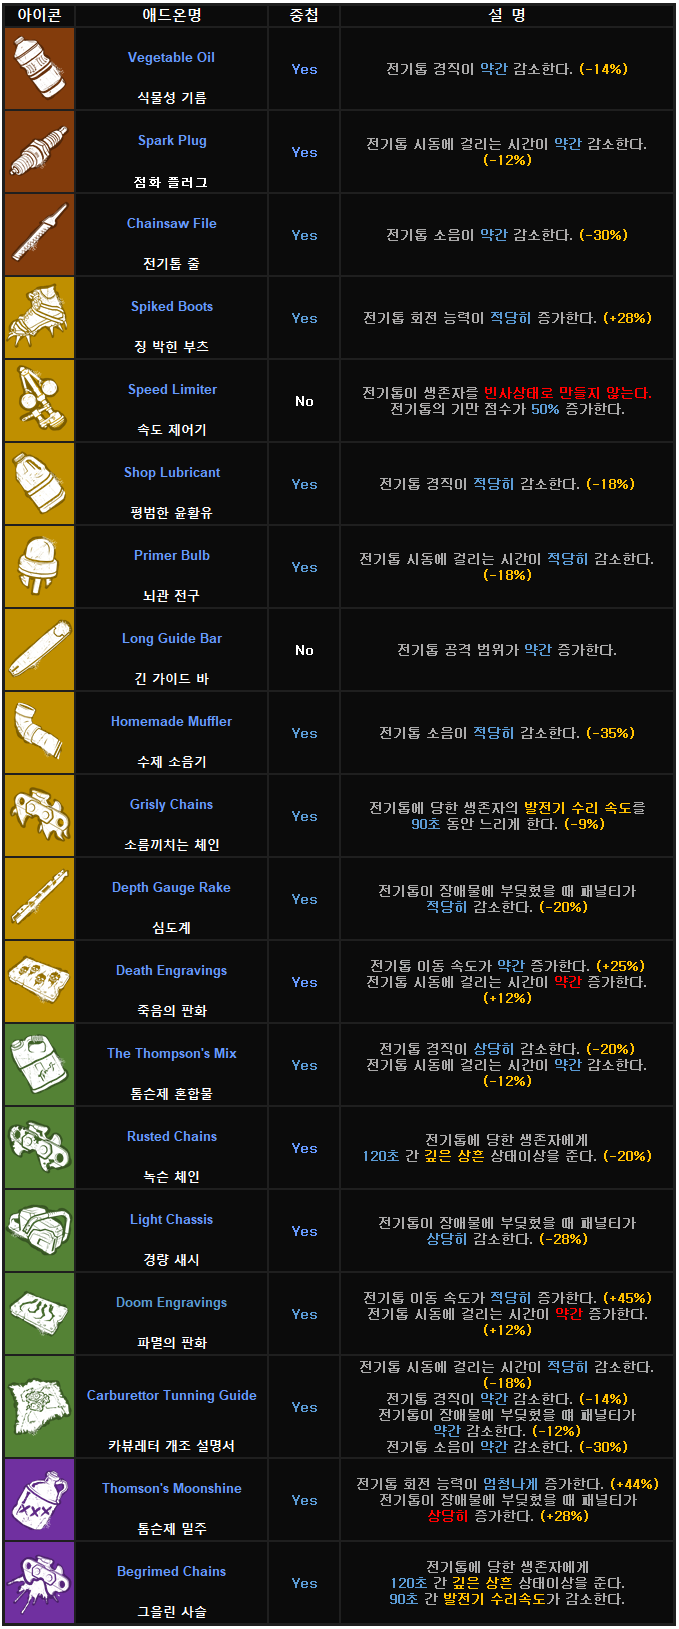 아이콘 애드온명 중첩 설 명
Vegetable Oil
식물성 기름
Yes
전기톱 경직이 약간 감소한다. (-14%)
Spark Plug
점화 플러그
Yes
전기톱 시동에 걸리는 시간이 약간 감소한다.
(-12%)
Chainsaw File
전기톱 줄
Yes
전기톱 소음이 약간 감소한다. (-30%)
Spiked Boots
징 박힌 부츠
Yes
전기톱 회전 능력이 적당히 증가한다. (+28%)
Speed Limiter
속도 제어기
No
전기톱이 생존자를 빈사상태로 만들지 않는다.
전기톱의 기만 점수가 50% 증가한다.
Shop Lubricant
평범한 윤활유
Yes
전기톱 경직이 적당히 감소한다. (-18%)
Primer Bulb
뇌관 전구
Yes
전기톱 시동에 걸리는 시간이 적당히 감소한다.
(-18%)
Long Guide Bar
긴 가이드 바
No
전기톱 공격 범위가 약간 증가한다.
Homemade Muffler
수제 소음기
Yes
전기톱 소음이 적당히 감소한다. (-35%)
Grisly Chains
소름끼치는 체인
Yes
전기톱에 당한 생존자의 발전기 수리 속도를
90초 동안 느리게 한다. (-9%)
Depth Gauge Rake
심도계
Yes
전기톱이 장애물에 부딪혔을 때 패널티가
적당히 감소한다. (-20%)
Death Engravings
죽음의 판화
Yes
전기톱 이동 속도가 약간 증가한다. (+25%)
전기톱 시동에 걸리는 시간이 약간 증가한다.
(+12%)
The Thompson's Mix
톰슨제 혼합물
Yes
전기톱 경직이 상당히 감소한다. (-20%)
전기톱 시동에 걸리는 시간이 약간 감소한다.
(-12%)
Rusted Chains
녹슨 체인
Yes
전기톱에 당한 생존자에게
120초 간 깊은 상흔 상태이상을 준다. (-20%)
Light Chassis
경량 섀시
Yes
전기톱이 장애물에 부딪혔을 때 패널티가
상당히 감소한다. (-28%)
Doom Engravings
파멸의 판화
Yes
전기톱 이동 속도가 적당히 증가한다. (+45%)
전기톱 시동에 걸리는 시간이 약간 증가한다.
(+12%)
Carburettor Tunning Guide
카뷰레터 개조 설명서
Yes
전기톱 시동에 걸리는 시간이 적당히 감소한다.
(-18%)
전기톱 경직이 약간 감소한다. (-14%)
전기톱이 장애물에 부딪혔을 때 패널티가
약간 감소한다. (-12%)
전기톱 소음이 약간 감소한다. (-30%)
Thomson's Moonshine
톰슨제 밀주
Yes
전기톱 회전 능력이 엄청나게 증가한다. (+44%)
전기톱이 장애물에 부딪혔을 때 패널티가
상당히 증가한다. (+28%)
Begrimed Chains
그을린 사슬
Yes
전기톱에 당한 생존자에게
120초 간 깊은 상흔 상태이상을 준다.
90초 간 발전기 수리속도가 감소한다.
XXX